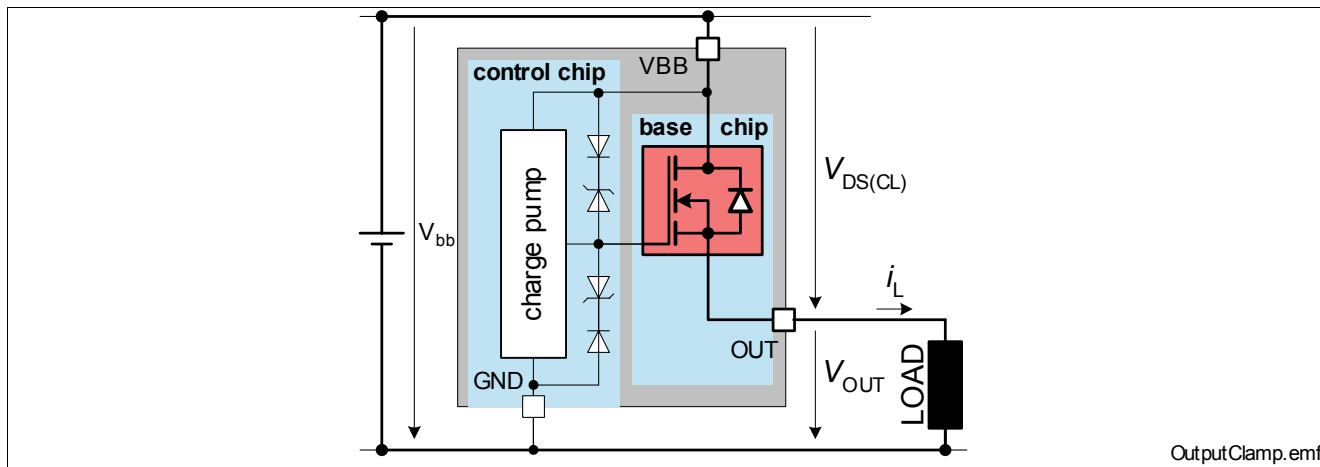 VBB
control chip
base chip
charge pump
V_bb
V_DS(CL)
i_L
OUT
GND
V_OUT
LOAD
OutputClamp.emf